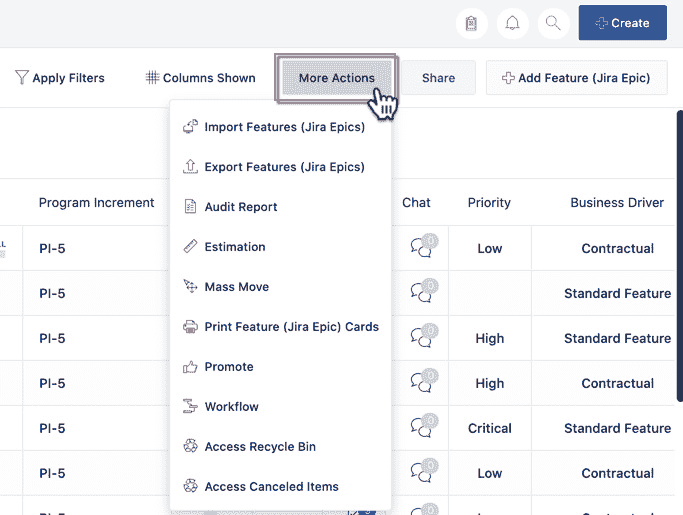 Create
Apply Filters
Columns Shown
More Actions
Share
Add Feature (Jira Epic)
Import Features (Jira Epics)
Export Features (Jira Epics)
Audit Report
Estimation
Mass Move
Print Feature (Jira Epic) Cards
Promote
Workflow
Access Recycle Bin
Access Canceled Items
Program Increment Chat Priority Business Driver
PI-5 0 Low Contractual
PI-5 0 Standard Feature
PI-5 0 High Standard Feature
PI-5 0 High Contractual
PI-5 0 Critical Standard Feature
PI-5 0 Low Contractual